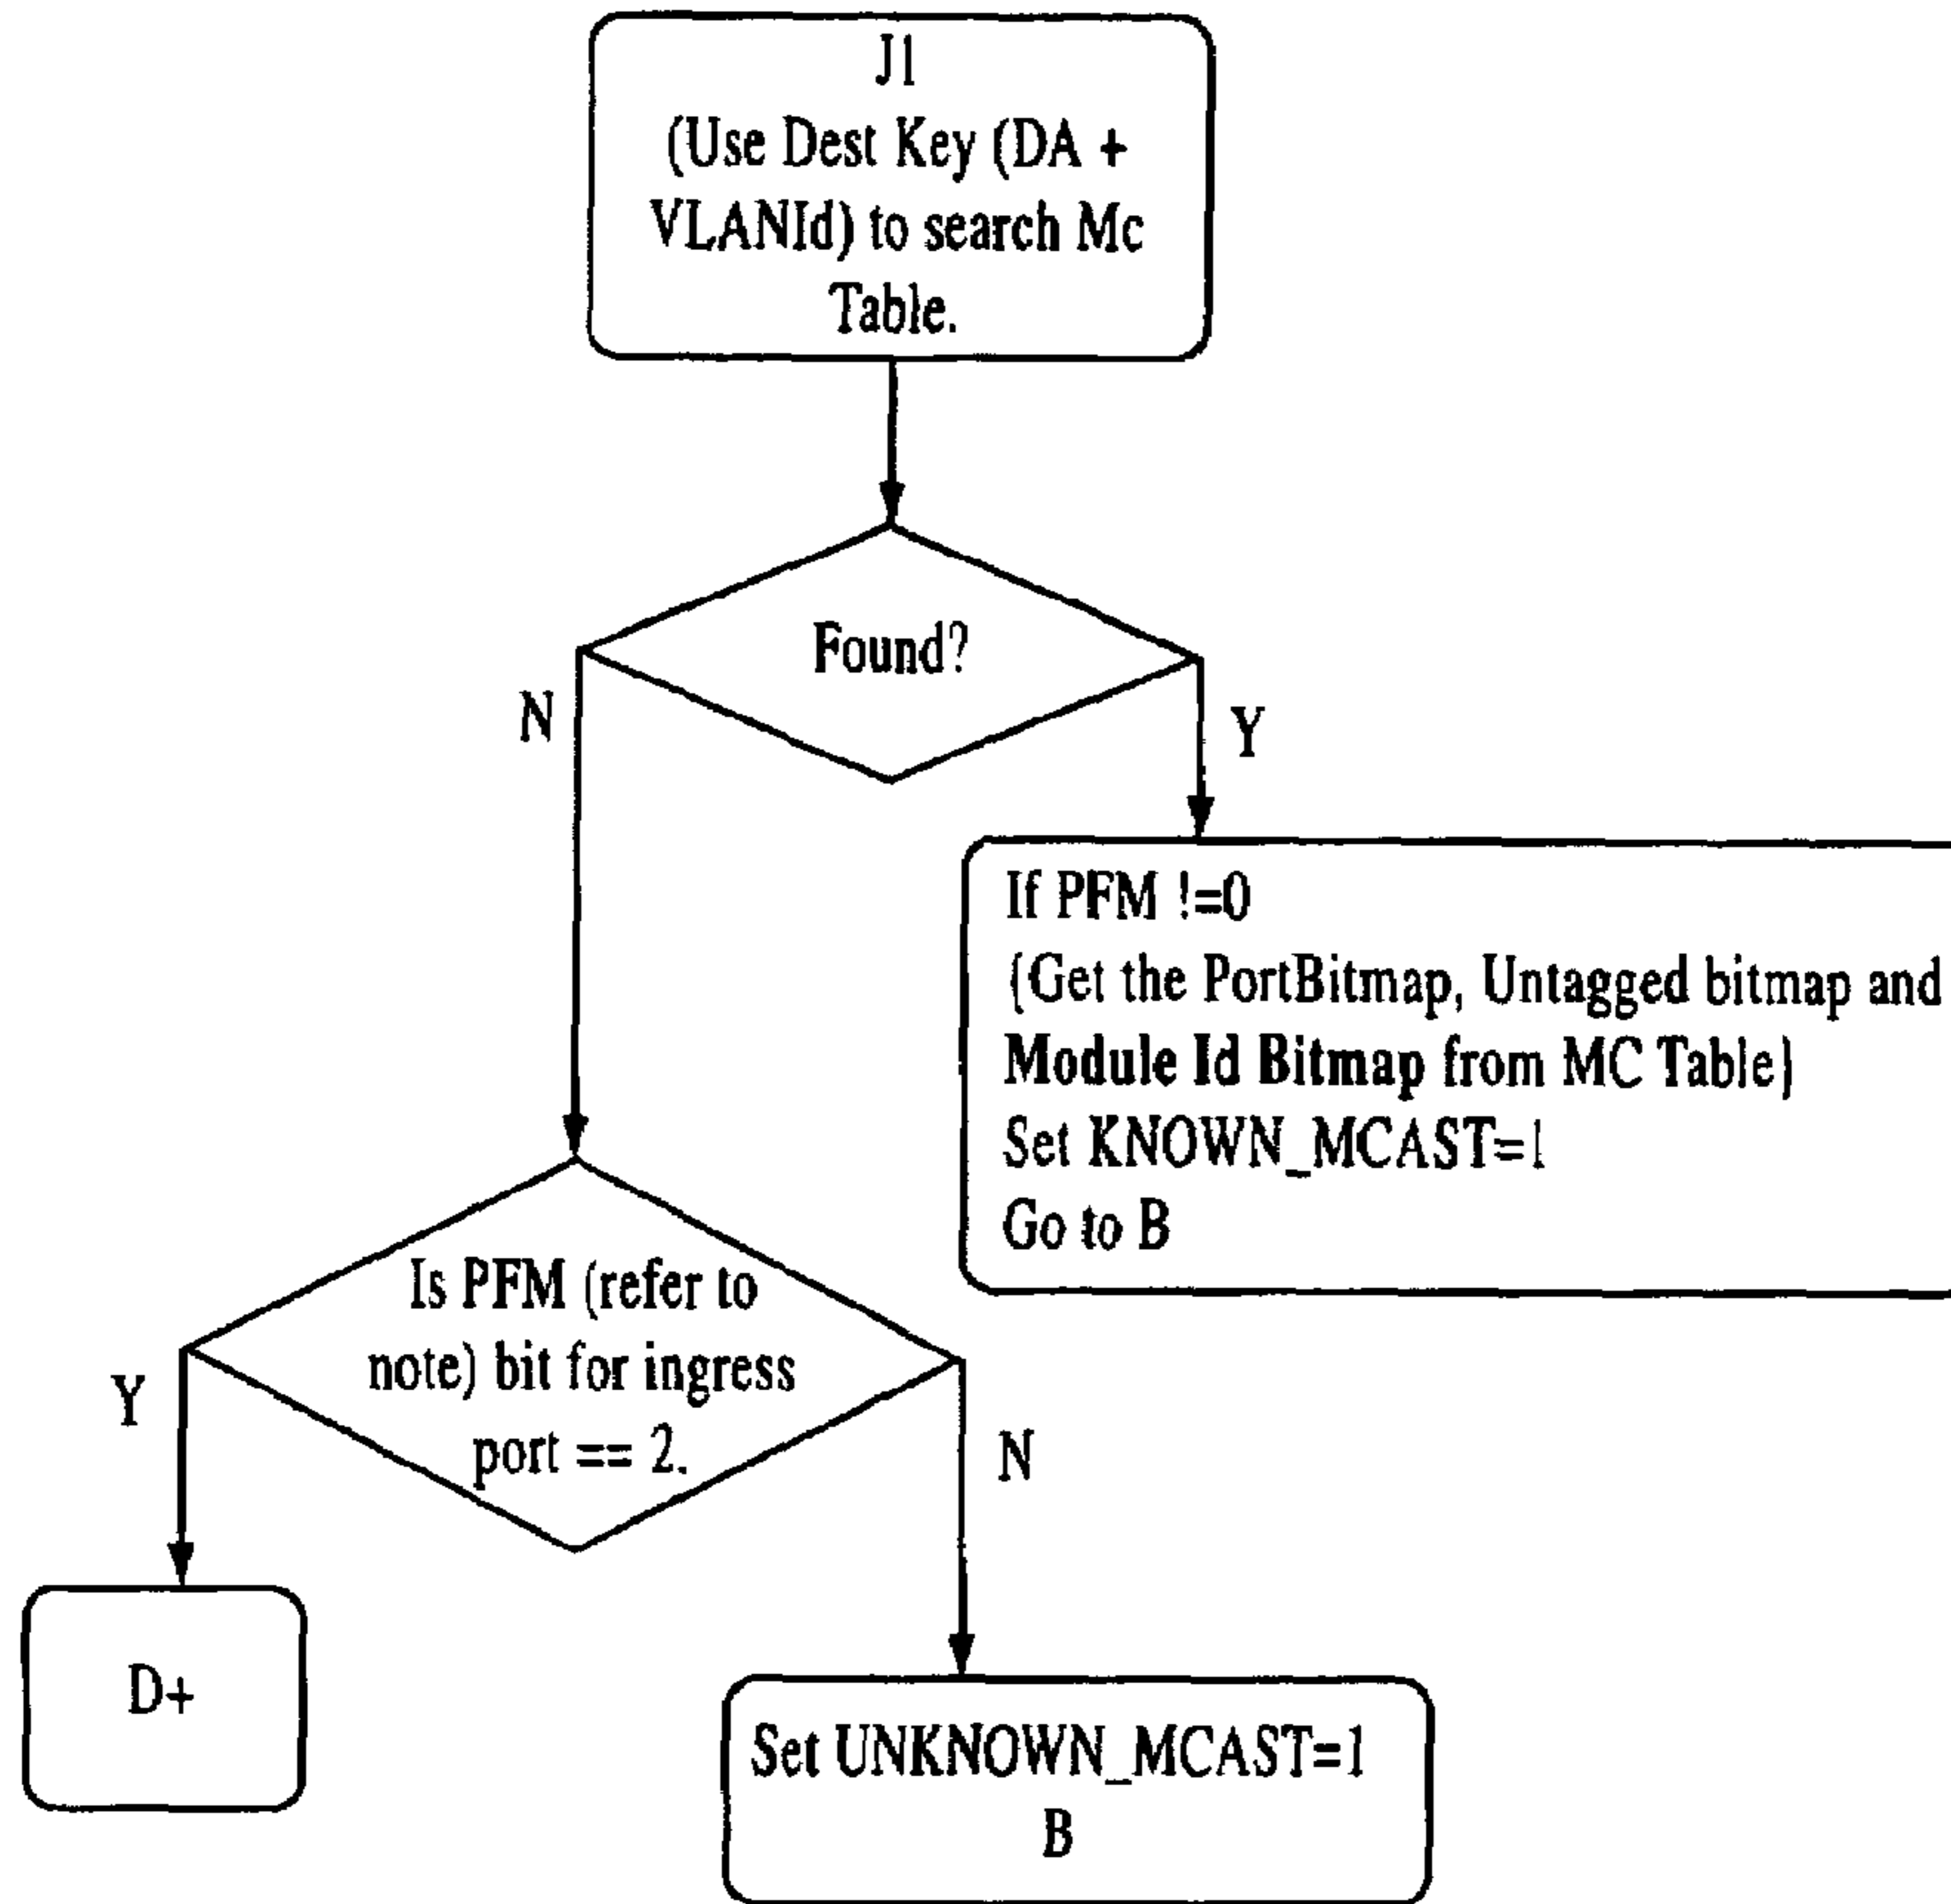 J1
(Use Dest Key (DA +
VLANId) to search Mc
Table.
Found?
N
Y
If PFM !=0
{Get the PortBitmap, Untagged bitmap and
Module Id Bitmap from MC Table}
Set KNOWN_MCAST=1
Go to B
Is PFM (refer to
note) bit for ingress
port == 2.
Y
N
D+
Set UNKNOWN_MCAST=1
B